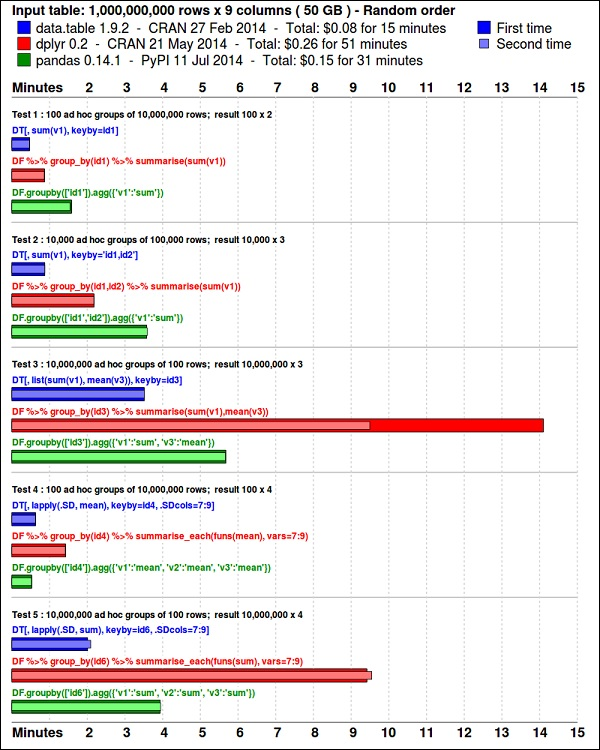 Input table: 1,000,000,000 rows x 9 columns ( 50 GB ) - Random order
data.table 1.9.2 - CRAN 27 Feb 2014 - Total: $0.08 for 15 minutes
First time
dplyr 0.2 - CRAN 21 May 2014 - Total: $0.26 for 51 minutes
Second time
pandas 0.14.1 - PyPI 11 Jul 2014 - Total: $0.15 for 31 minutes
Minutes 2 3 4 5 6 7 8 9 10 11 12 13 14 15
Test 1 : 100 ad hoc groups of 10,000,000 rows; result 100 x 2
DT[, sum(v1), keyby=id1]
DF %>% group_by(id1) %>% summarise(sum(v1))
DF.groupby(['id1']).agg({'v1':'sum'})
Test 2 : 10,000 ad hoc groups of 100,000 rows; result 10,000 x 3
DT[, sum(v1), keyby='id1,id2']
DF %>% group_by(id1,id2) %>% summarise(sum(v1))
DF.groupby(['id1','id2']).agg({'v1':'sum'})
Test 3 : 10,000,000 ad hoc groups of 100 rows; result 10,000,000 x 3
DT[, list(sum(v1), mean(v3)), keyby=id3]
DF %>% group_by(id3) %>% summarise(sum(v1),mean(v3))
DF.groupby(['id3']).agg({'v1':'sum', 'v3':'mean'})
Test 4 : 100 ad hoc groups of 10,000,000 rows; result 100 x 4
DT[, lapply(.SD, mean), keyby=id4, .SDcols=7:9]
DF %>% group_by(id4) %>% summarise_each(funs(mean), vars=7:9)
DF.groupby(['id4']).agg({'v1':'mean', 'v2':'mean', 'v3':'mean'})
Test 5 : 10,000,000 ad hoc groups of 100 rows; result 10,000,000 x 4
DT[, lapply(.SD, sum), keyby=id6, .SDcols=7:9]
DF %>% group_by(id6) %>% summarise_each(funs(sum), vars=7:9)
DF.groupby(['id6']).agg({'v1':'sum', 'v2':'sum', 'v3':'sum'})
Minutes 2 3 4 5 6 7 8 9 10 11 12 13 14 15